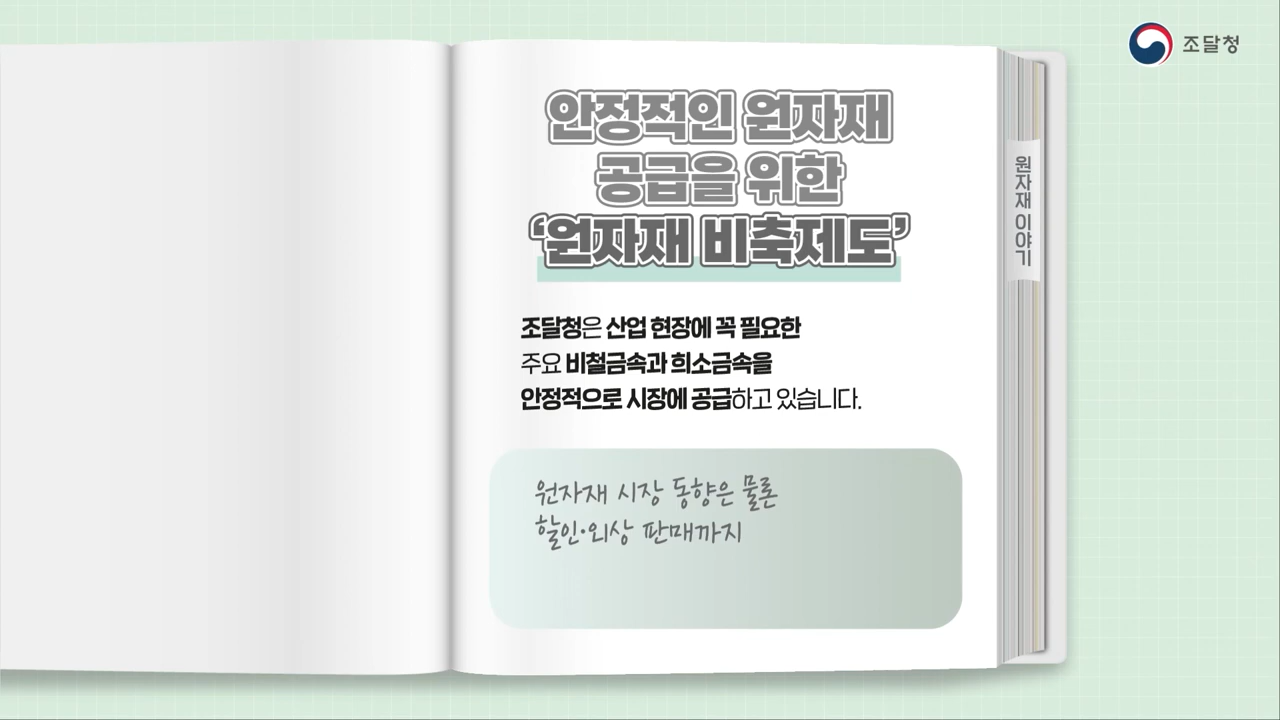 조달청
안정적인 원자재
공급을 위한
‘원자재 비축제도’
원자재 이야기
조달청은 산업 현장에 꼭 필요한
주요 비철금속과 희소금속을
안정적으로 시장에 공급하고 있습니다.
원자재 시장 동향은 물론
할인·외상 판매까지